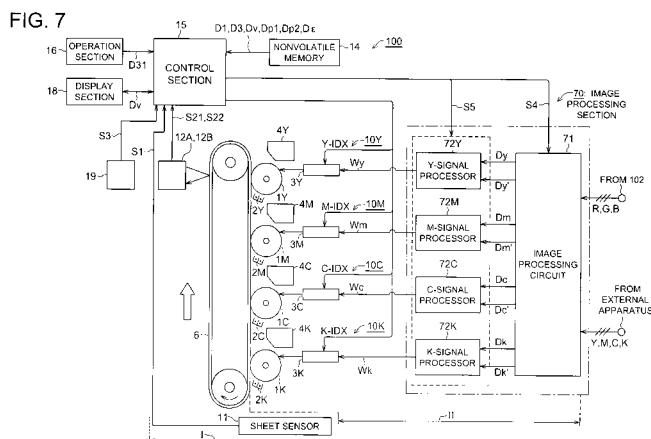 FIG. 7
15
D1,D3,Dv,Dp1,Dp2,Dε
16
OPERATION SECTION
D31
CONTROL SECTION
NONVOLATILE MEMORY
14
100
18
DISPLAY SECTION
Dv
S21,S22
S3
S1
12A,12B
19
S5
S4
70: IMAGE PROCESSING SECTION
71
4Y
Y-IDX
10Y
3Y
1Y
2Y
Wy
72Y
Y-SIGNAL PROCESSOR
Dy
Dy'
FROM 102
R,G.B
4M
M-IDX
10M
3M
1M
2M
Wm
72M
M-SIGNAL PROCESSOR
Dm
Dm'
IMAGE PROCESSING CIRCUIT
4C
C-IDX
10C
3C
1C
2C
Wc
72C
C-SIGNAL PROCESSOR
Dc
Dc'
FROM EXTERNAL APPARATUS
Y,M,C,K
4K
K-IDX
10K
3K
1K
2K
Wk
72K
K-SIGNAL PROCESSOR
Dk
Dk'
6
11
SHEET SENSOR
I
II